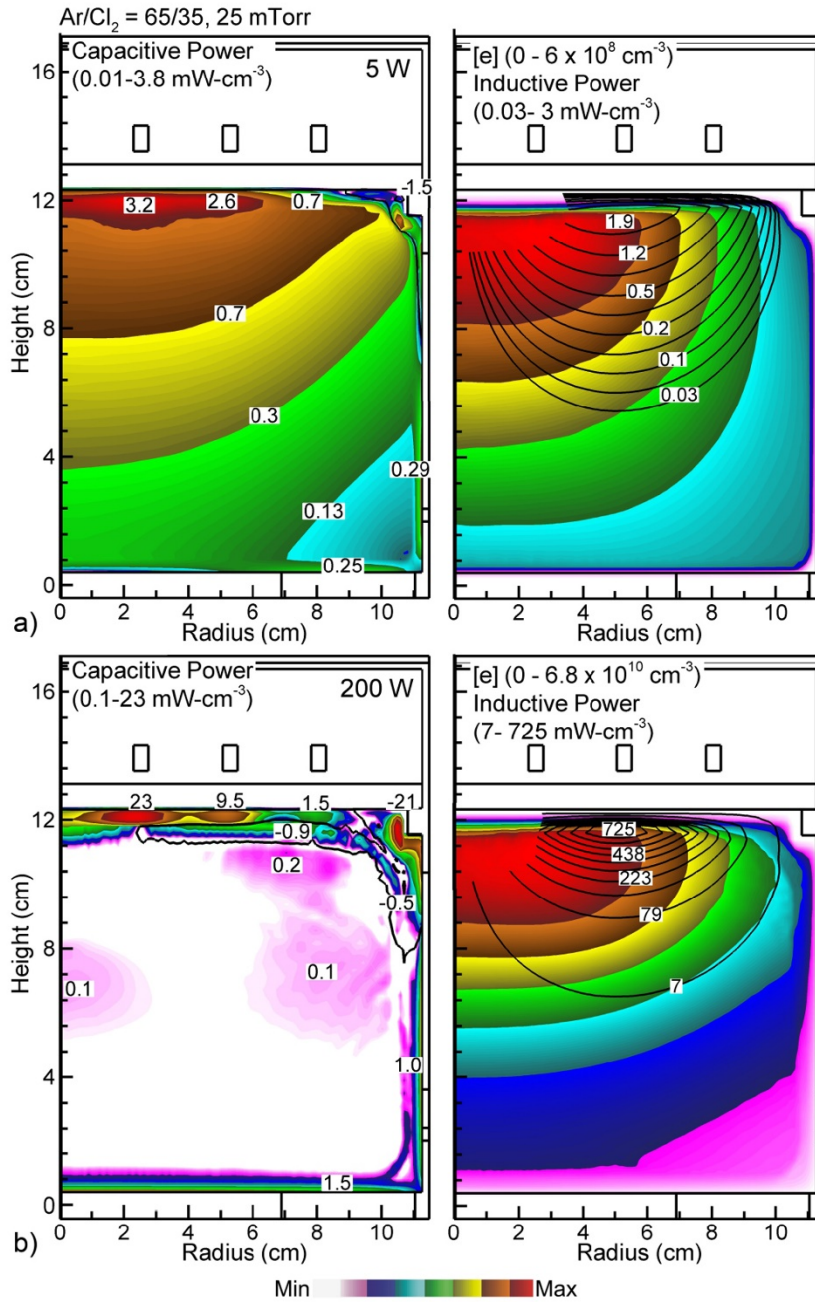 Ar/Cl₂ = 65/35, 25 mTorr
Capacitive Power
(0.01-3.8 mW-cm⁻³)
5 W
16
12
8
4
0
Height (cm)
3.2
2.6
0.7
-1.5
0.7
0.3
0.29
0.13
0.25
0 2 4 6 8 10
Radius (cm)
a)
[e] (0 - 6 x 10⁸ cm⁻³)
Inductive Power
(0.03- 3 mW-cm⁻³)
1.9
1.2
0.5
0.2
0.1
0.03
0 2 4 6 8 10
Radius (cm)
Capacitive Power
(0.1-23 mW-cm⁻³)
200 W
16
12
8
4
0
Height (cm)
23
9.5
1.5
-21
-0.9
0.2
-0.5
0.1
0.1
1.0
1.5
0 2 4 6 8 10
Radius (cm)
b)
[e] (0 - 6.8 x 10¹⁰ cm⁻³)
Inductive Power
(7- 725 mW-cm⁻³)
725
438
223
79
7
0 2 4 6 8 10
Radius (cm)
Min Max